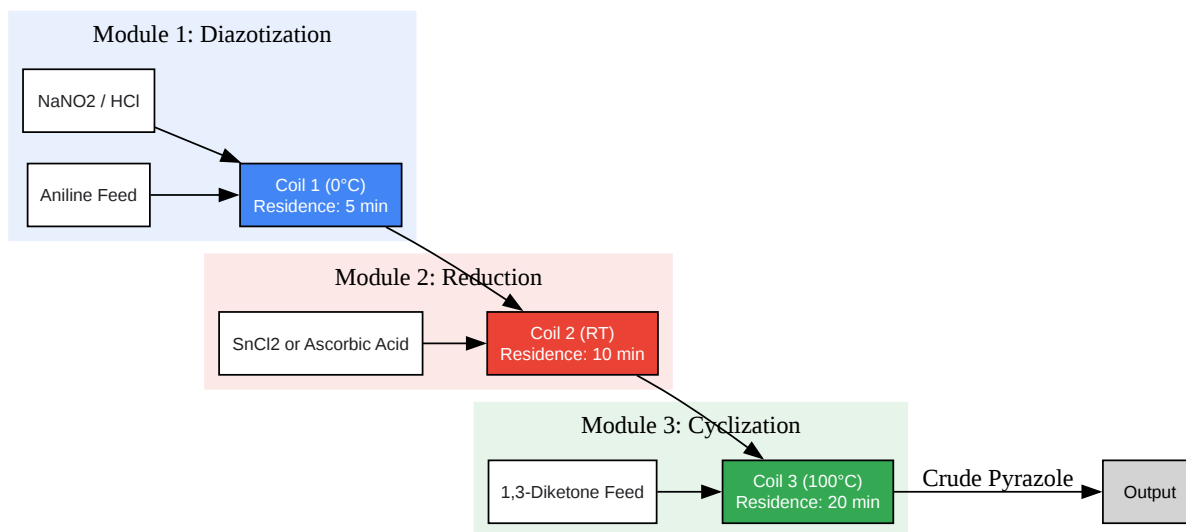 Module 1: Diazotization
NaNO2 / HCl
Aniline Feed
Coil 1 (0°C)
Residence: 5 min
Module 2: Reduction
SnCl2 or Ascorbic Acid
Coil 2 (RT)
Residence: 10 min
Module 3: Cyclization
1,3-Diketone Feed
Coil 3 (100°C)
Residence: 20 min
Crude Pyrazole
Output